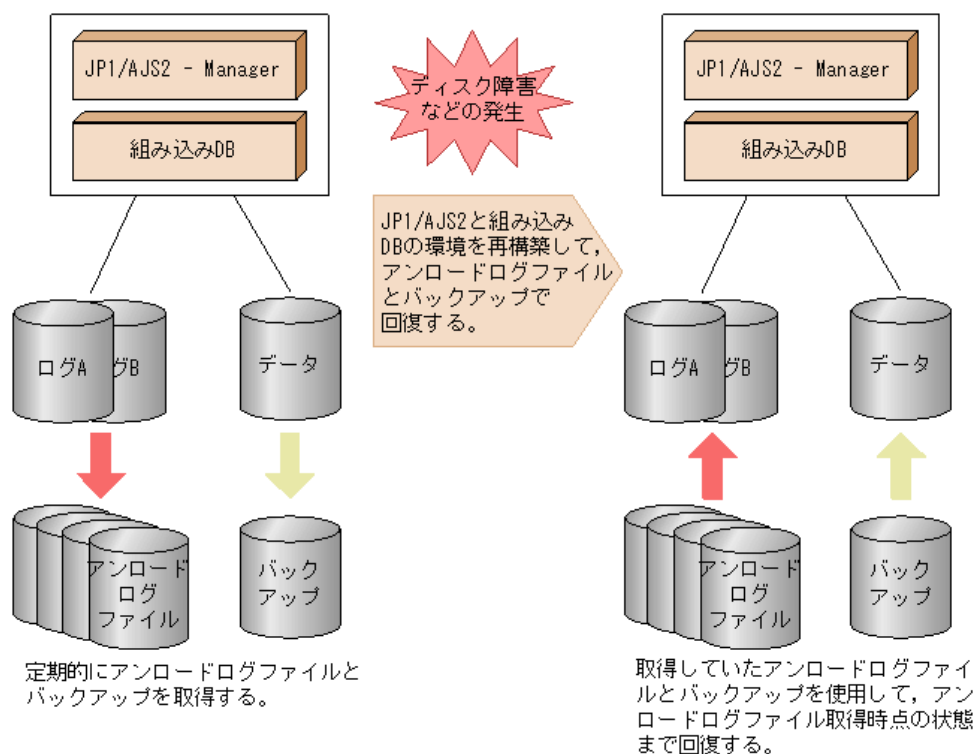 JP1/AJS2 - Manager
組み込みDB
ログA
グB
データ
アンロード
ログ
ファイル
バック
アップ
定期的にアンロードログファイルと
バックアップを取得する。
ディスク障害
などの発生
JP1/AJS2と組み込み
DBの環境を再構築して，
アンロードログファイル
とバックアップで
回復する。
JP1/AJS2 - Manager
組み込みDB
ログA
グB
データ
アンロード
ログ
ファイル
バック
アップ
取得していたアンロードログファイ
ルとバックアップを使用して，アン
ロードログファイル取得時点の状態
まで回復する。